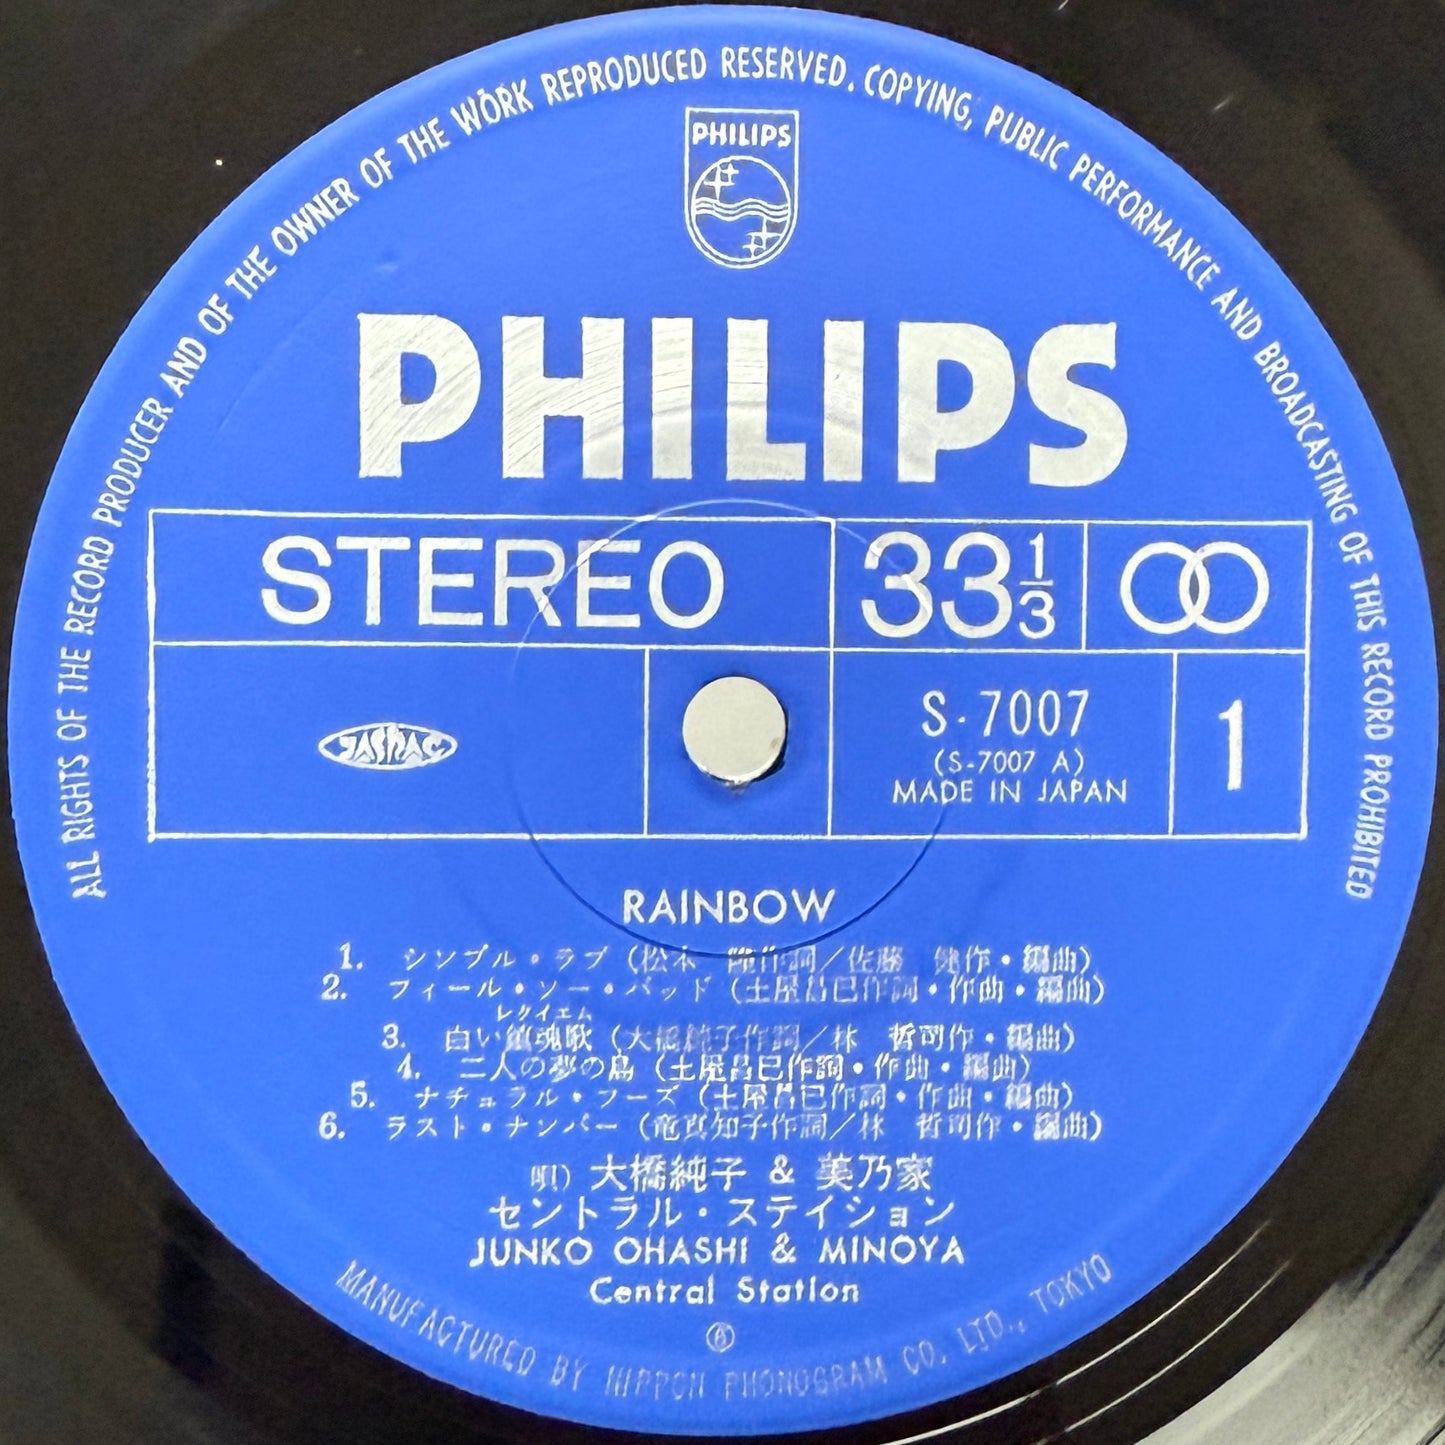 ALL RIGHTS OF THE RECORD PRODUCER AND OF THE OWNER OF THE WORK REPRODUCED RESERVED. COPYING, PUBLIC PERFORMANCE AND BROADCASTING OF THIS RECORD PROHIBITED
PHILIPS
PHILIPS
STEREO 33 1/3
JASRAC
S-7007
(S-7007 A)
MADE IN JAPAN
1
RAINBOW
1. シンプル・ラブ (松本 隆作詞/佐藤 健作・編曲)
2. フィール・ソー・バッド (土屋昌巳作詞・作曲・編曲)
レクイエム
3. 白い鎮魂歌 (大橋純子作詞/林 哲司作・編曲)
4. 二人の夢の島 (土屋昌巳作詞・作曲・編曲)
5. ナチュラル・フーズ (土屋昌巳作詞・作曲・編曲)
6. ラスト・ナンバー (竜真知子作詞/林 哲司作・編曲)
唄) 大橋純子 & 美乃家
セントラル・ステイション
JUNKO OHASHI & MINOYA
Central Station
MANUFACTURED BY NIPPON PHONOGRAM CO. LTD., TOKYO